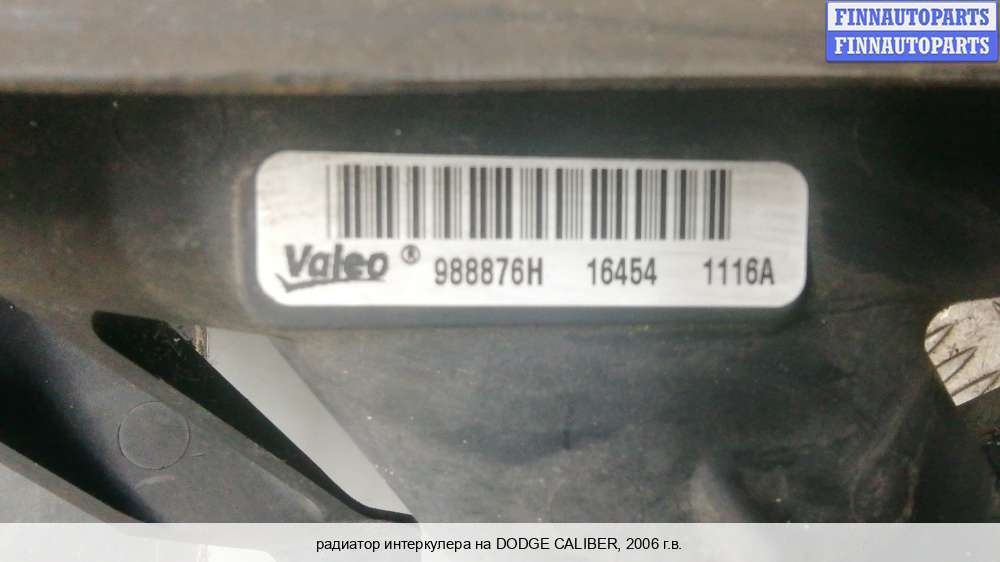 FINNAUTOPARTS
FINNAUTOPARTS
Valeo® 988876H 16454 1116A
радиатор интеркулера на DODGE CALIBER, 2006 г.в.